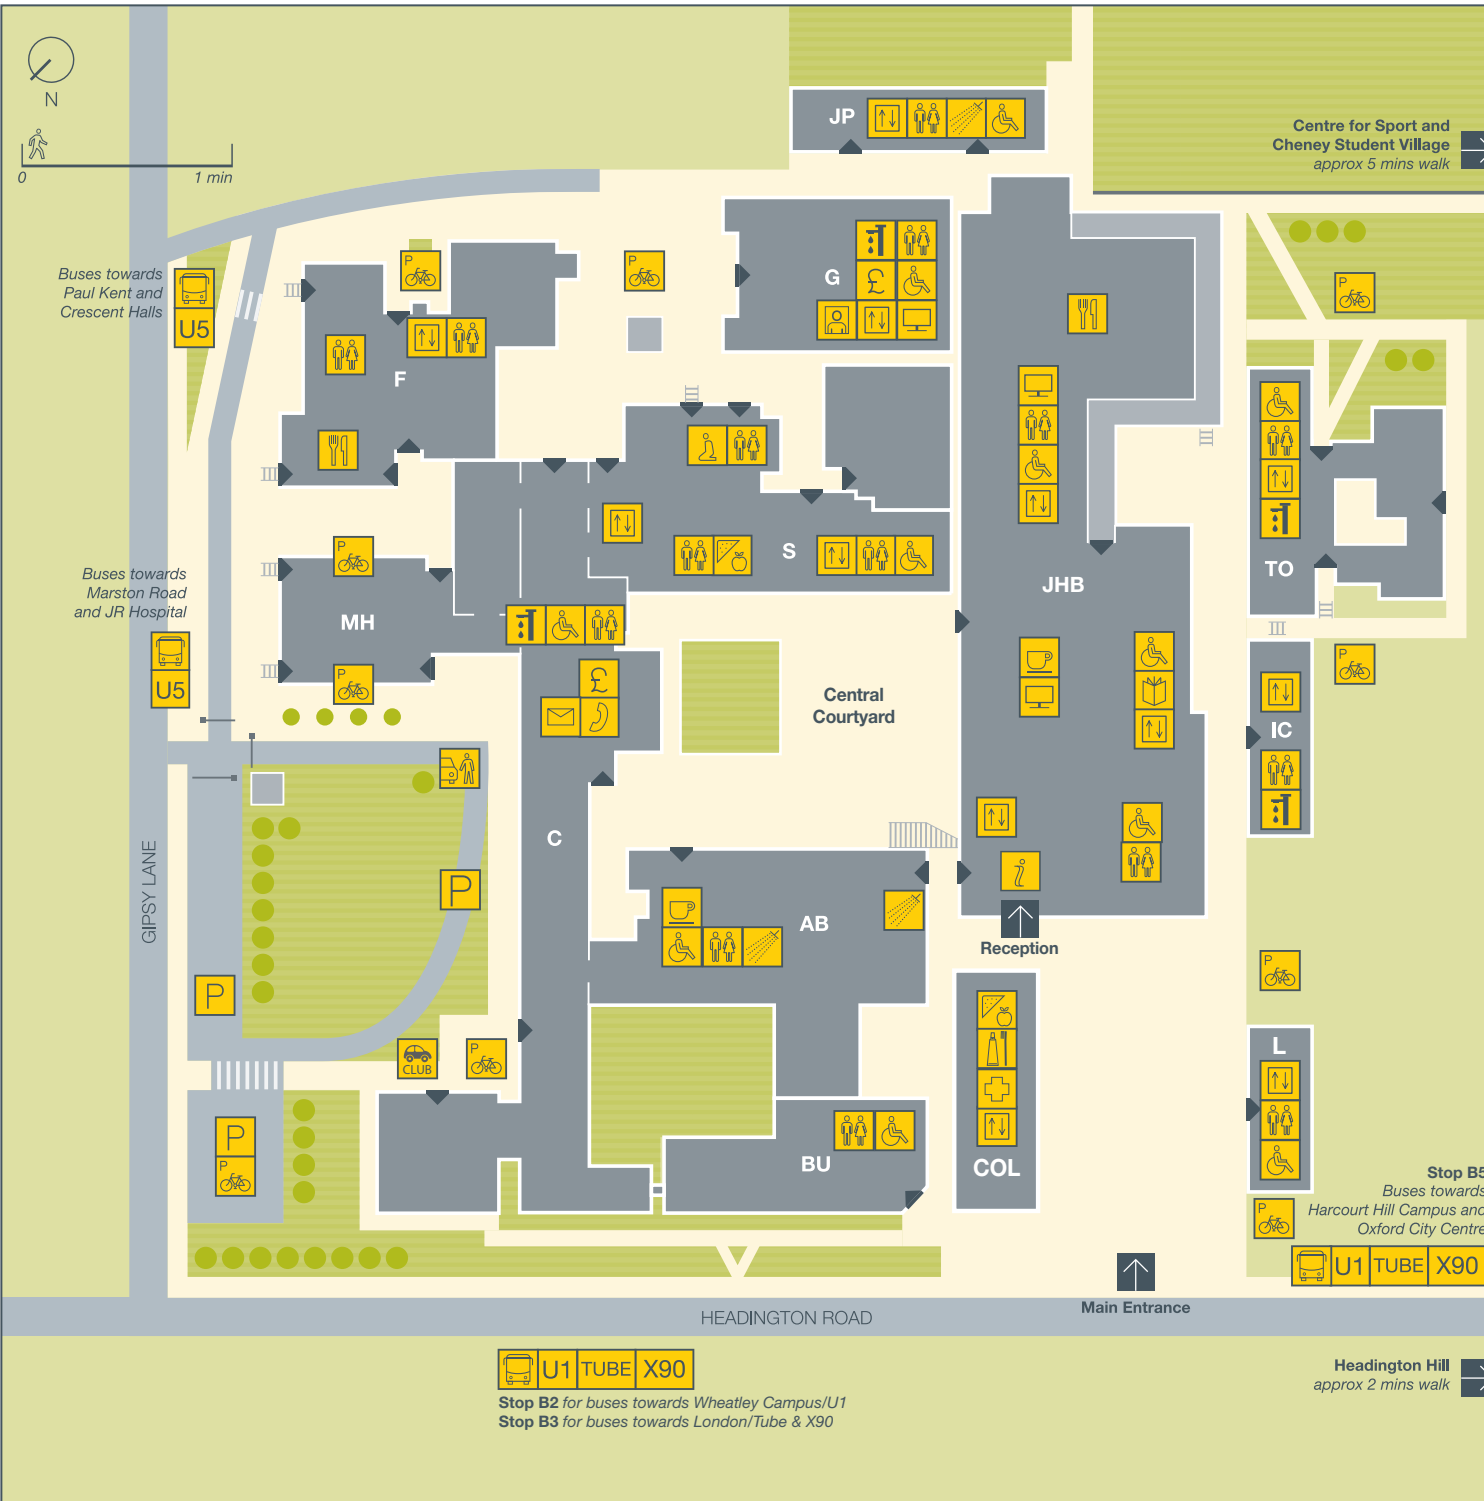 N
0
1 min
JP
Centre for Sport and
Cheney Student Village
approx 5 mins walk
Buses towards
Paul Kent and
Crescent Halls
U5
P
P
G
£
P
F
S
JHB
TO
Buses towards
Marston Road
and JR Hospital
U5
P
MH
P
£
Central
Courtyard
P
IC
C
GIPSY LANE
P
P
i
AB
Reception
P
CLUB
P
P
P
BU
COL
L
Stop B5
Buses towards
Harcourt Hill Campus and
Oxford City Centre
P
U1 TUBE X90
Main Entrance
HEADINGTON ROAD
U1 TUBE X90
Stop B2 for buses towards Wheatley Campus/U1
Stop B3 for buses towards London/Tube & X90
Headington Hill
approx 2 mins walk